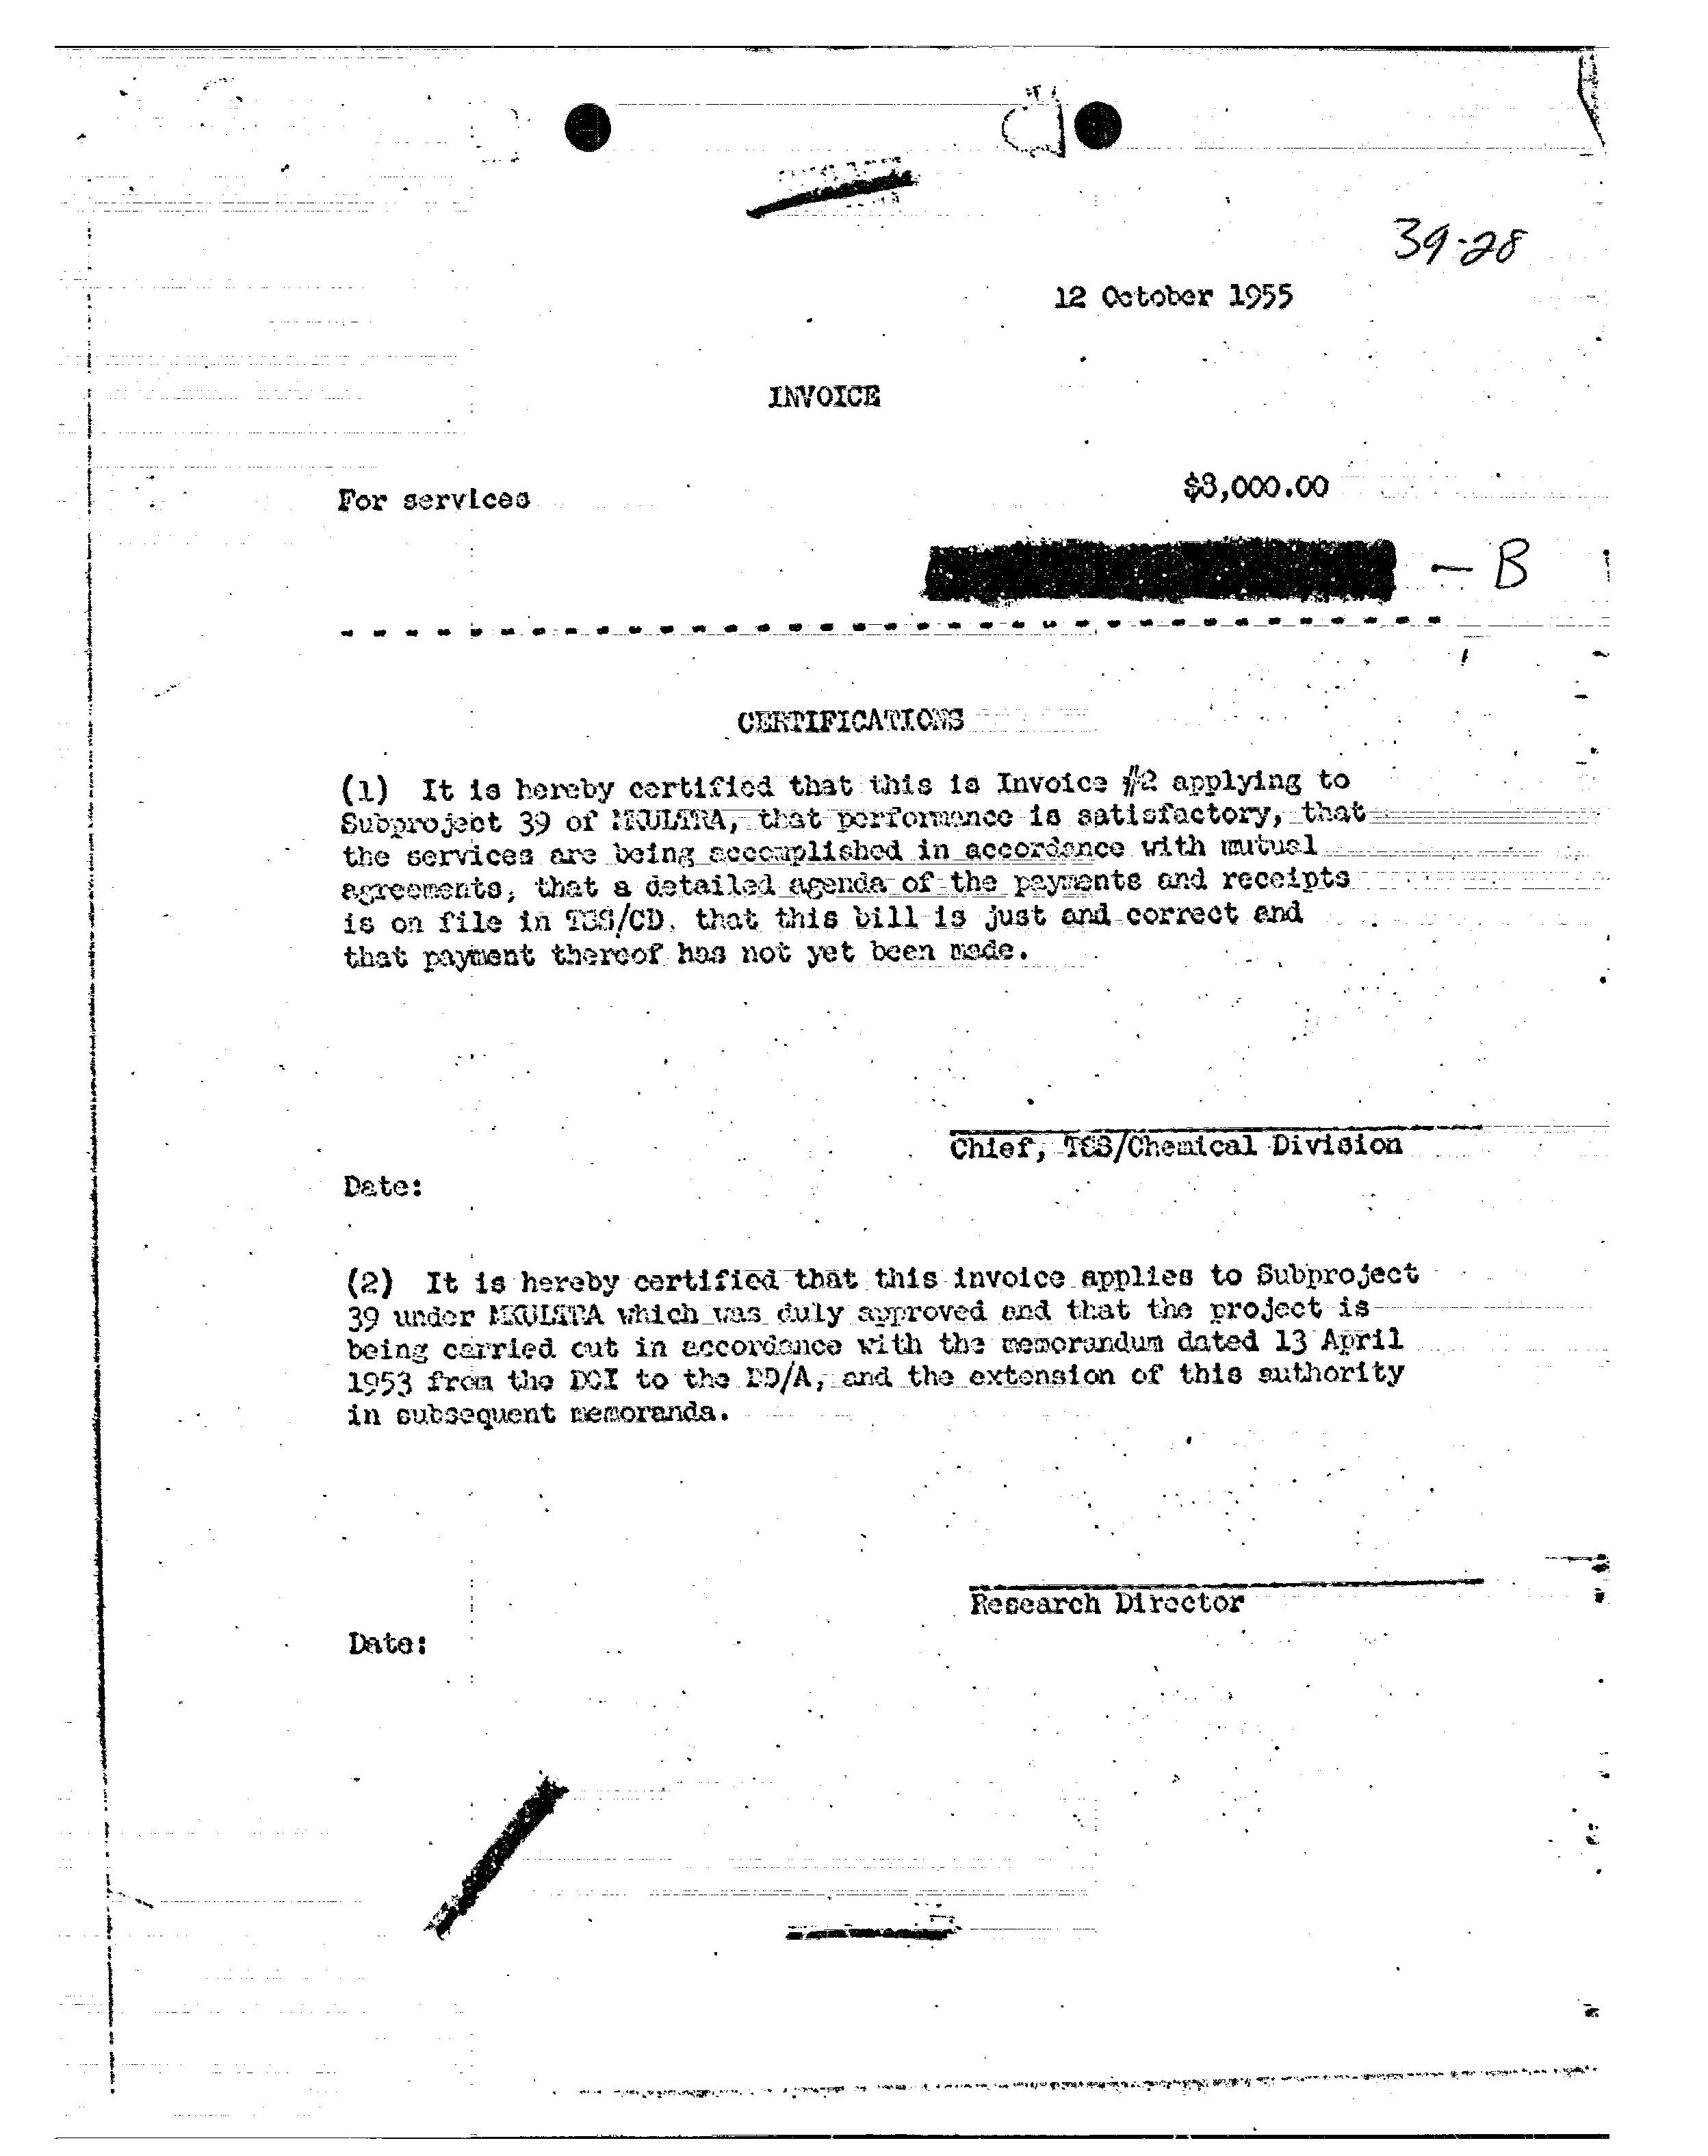 39-28
12 October 1955
INVOICE
For services $3,000.00
- B
CERTIFICATIONS
(1) It is hereby certified that this is Invoice #2 applying to
Subproject 39 of MKULTRA, that performance is satisfactory, that
the services are being accomplished in accordance with mutual
agreements, that a detailed agenda of the payments and receipts
is on file in TSS/CD, that this bill is just and correct and
that payment thereof has not yet been made.
Chief, TSS/Chemical Division
Date:
(2) It is hereby certified that this invoice applies to Subproject
39 under MKULTRA which was duly approved and that the project is
being carried out in accordance with the memorandum dated 13 April
1953 from the DCI to the DD/A, and the extension of this authority
in subsequent memoranda.
Research Director
Date: